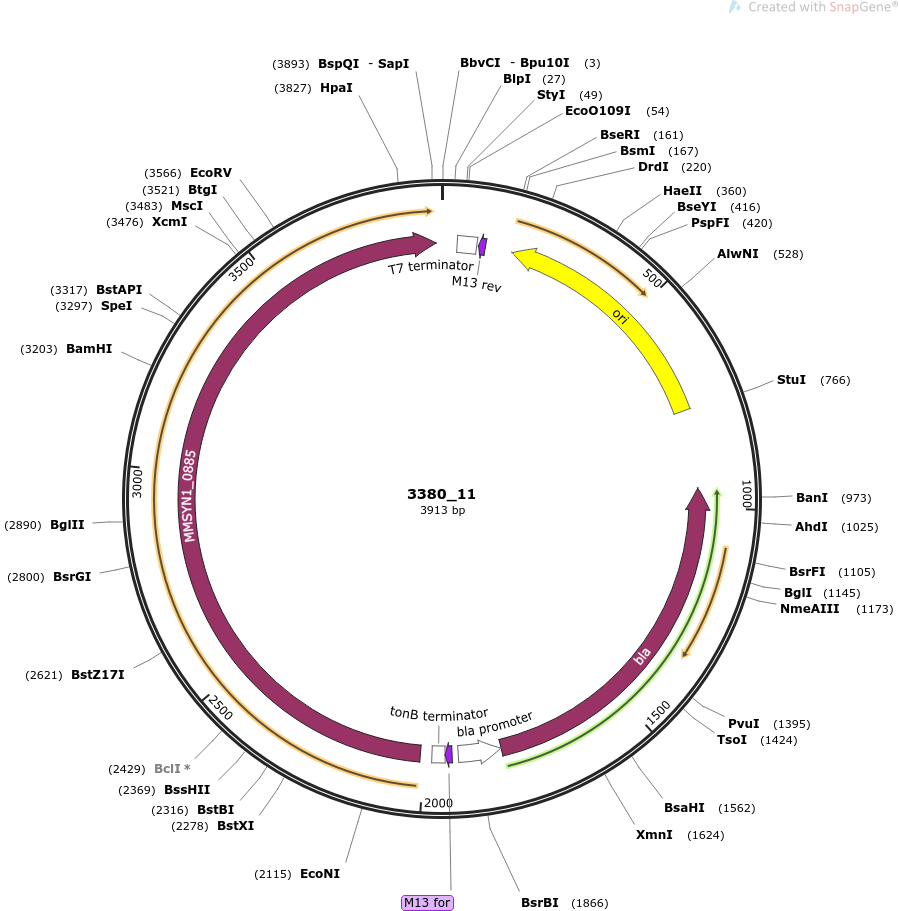 Created with SnapGene®
(3893) BspQI - SapI
(3827) HpaI
BbvCI - Bpu10I (3)
BlpI (27)
StyI (49)
EcoO109I (54)
BseRI (161)
BsmI (167)
DrdI (220)
HaeII (360)
BseYI (416)
PspFI (420)
AlwNI (528)
StuI (766)
BanI (973)
AhdI (1025)
BsrFI (1105)
BglI (1145)
NmeAIII (1173)
PvuI (1395)
TsoI (1424)
BsaHI (1562)
XmnI (1624)
BsrBI (1866)
M13 for
(2115) EcoNI
(2278) BstXI
(2316) BstBI
(2369) BssHII
(2429) BclI *
(2621) BstZ17I
(2800) BsrGI
(2890) BglII
(3203) BamHI
(3297) SpeI
(3317) BstAPI
(3476) XcmI
(3483) MscI
(3521) BtgI
(3566) EcoRV
500
1000
1500
2000
2500
3000
3500
T7 terminator
M13 rev
ori
bla
bla promoter
tonB terminator
MMSYN1_0885
3380_11
3913 bp